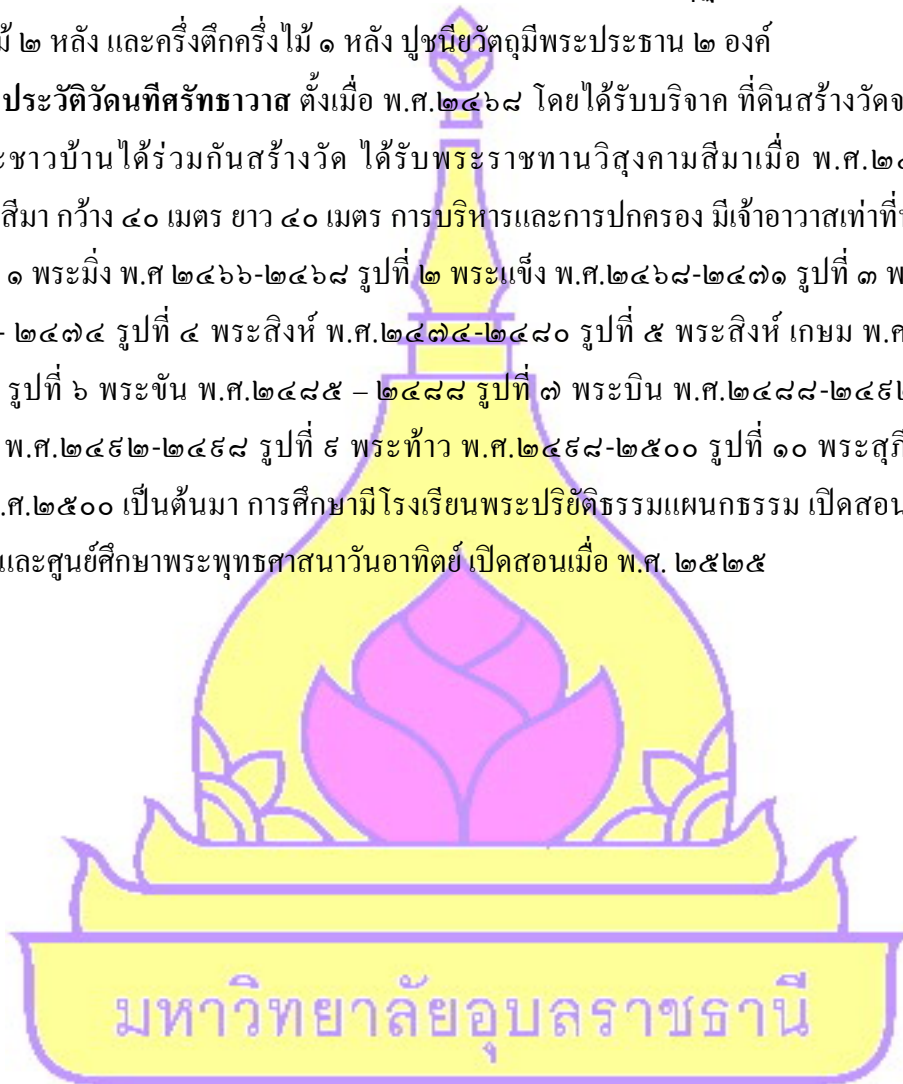 ม้ ๒ หลัง และครึ่งตึกครึ่งไม้ ๑ หลัง ปูชนียวัตถุมีพระประธาน ๒ องค์
ประวัติวัดนทีศรัทธาวาส ตั้งเมื่อ พ.ศ.๒๔๖๘ โดยได้รับบริจาค ที่ดินสร้างวัดจ
ะชาวบ้านได้ร่วมกันสร้างวัด ได้รับพระราชทานวิสุงคามสีมาเมื่อ พ.ศ.๒๔
สีมา กว้าง ๔๐ เมตร ยาว ๔๐ เมตร การบริหารและการปกครอง มีเจ้าอาวาสเท่าที่
๑ พระมิ่ง พ.ศ ๒๔๖๖-๒๔๖๘ รูปที่ ๒ พระแข็ง พ.ศ.๒๔๖๘-๒๔๗๑ รูปที่ ๓ พ
- ๒๔๗๔ รูปที่ ๔ พระสิงห์ พ.ศ.๒๔๗๔-๒๔๘๐ รูปที่ ๕ พระสิงห์ เกษม พ.ศ
รูปที่ ๖ พระขัน พ.ศ.๒๔๘๕ – ๒๔๘๘ รูปที่ ๗ พระบิน พ.ศ.๒๔๘๘-๒๔๙๒
พ.ศ.๒๔๙๒-๒๔๙๘ รูปที่ ๙ พระท้าว พ.ศ.๒๔๙๘-๒๕๐๐ รูปที่ ๑๐ พระสุภี
.ศ.๒๕๐๐ เป็นต้นมา การศึกษามีโรงเรียนพระปริยัติธรรมแผนกธรรม เปิดสอน
และศูนย์ศึกษาพระพุทธศาสนาวันอาทิตย์ เปิดสอนเมื่อ พ.ศ. ๒๕๒๕
มหาวิทยาลัยอุบลราชธานี